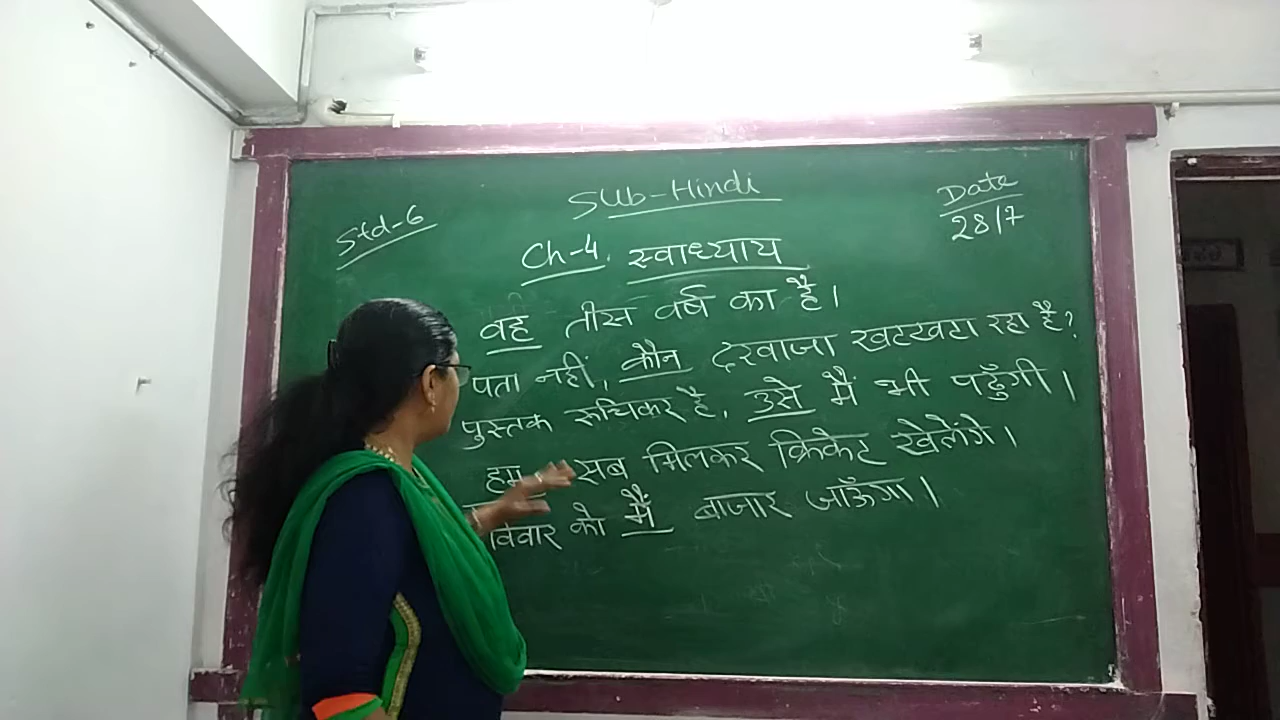 Sub-Hindi
Std-6
Date
28/7
Ch-4. स्वाध्याय
वह तीस वर्ष का है।
पता नहीं, कौन दरवाजा खटखटा रहा है?
पुस्तक रुचिकर है, उसे मैं भी पढुँगी।
हम सब मिलकर क्रिकेट खेलेंगे।
को मैं बाजार जाऊँगा।